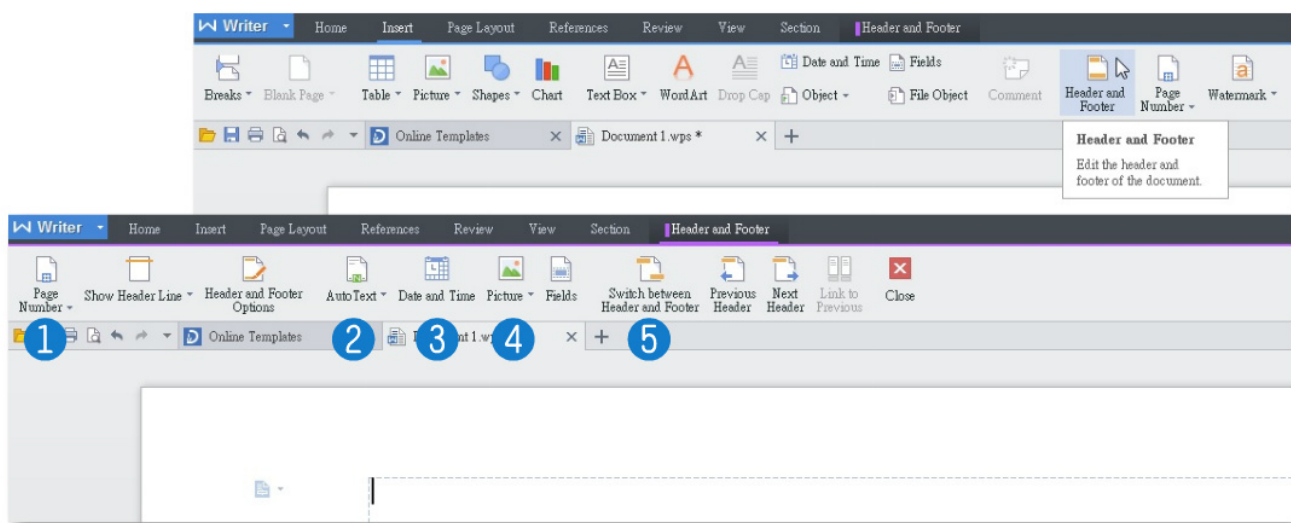 Writer Home Insert Page Layout References Review View Section Header and Footer
Date and Time Fields
Breaks Blank Page Table Picture Shapes Chart Text Box WordArt Drop Cap Object File Object Comment Header and Footer Page Number Watermark
Online Templates Document 1.wps *
Header and Footer
Edit the header and
footer of the document.
Writer Home Insert Page Layout References Review View Section Header and Footer
Page Number Show Header Line Header and Footer Options AutoText Date and Time Picture Fields Switch between Header and Footer Previous Header Next Header Link to Previous Close
1 2 3 4 5
Online Templates